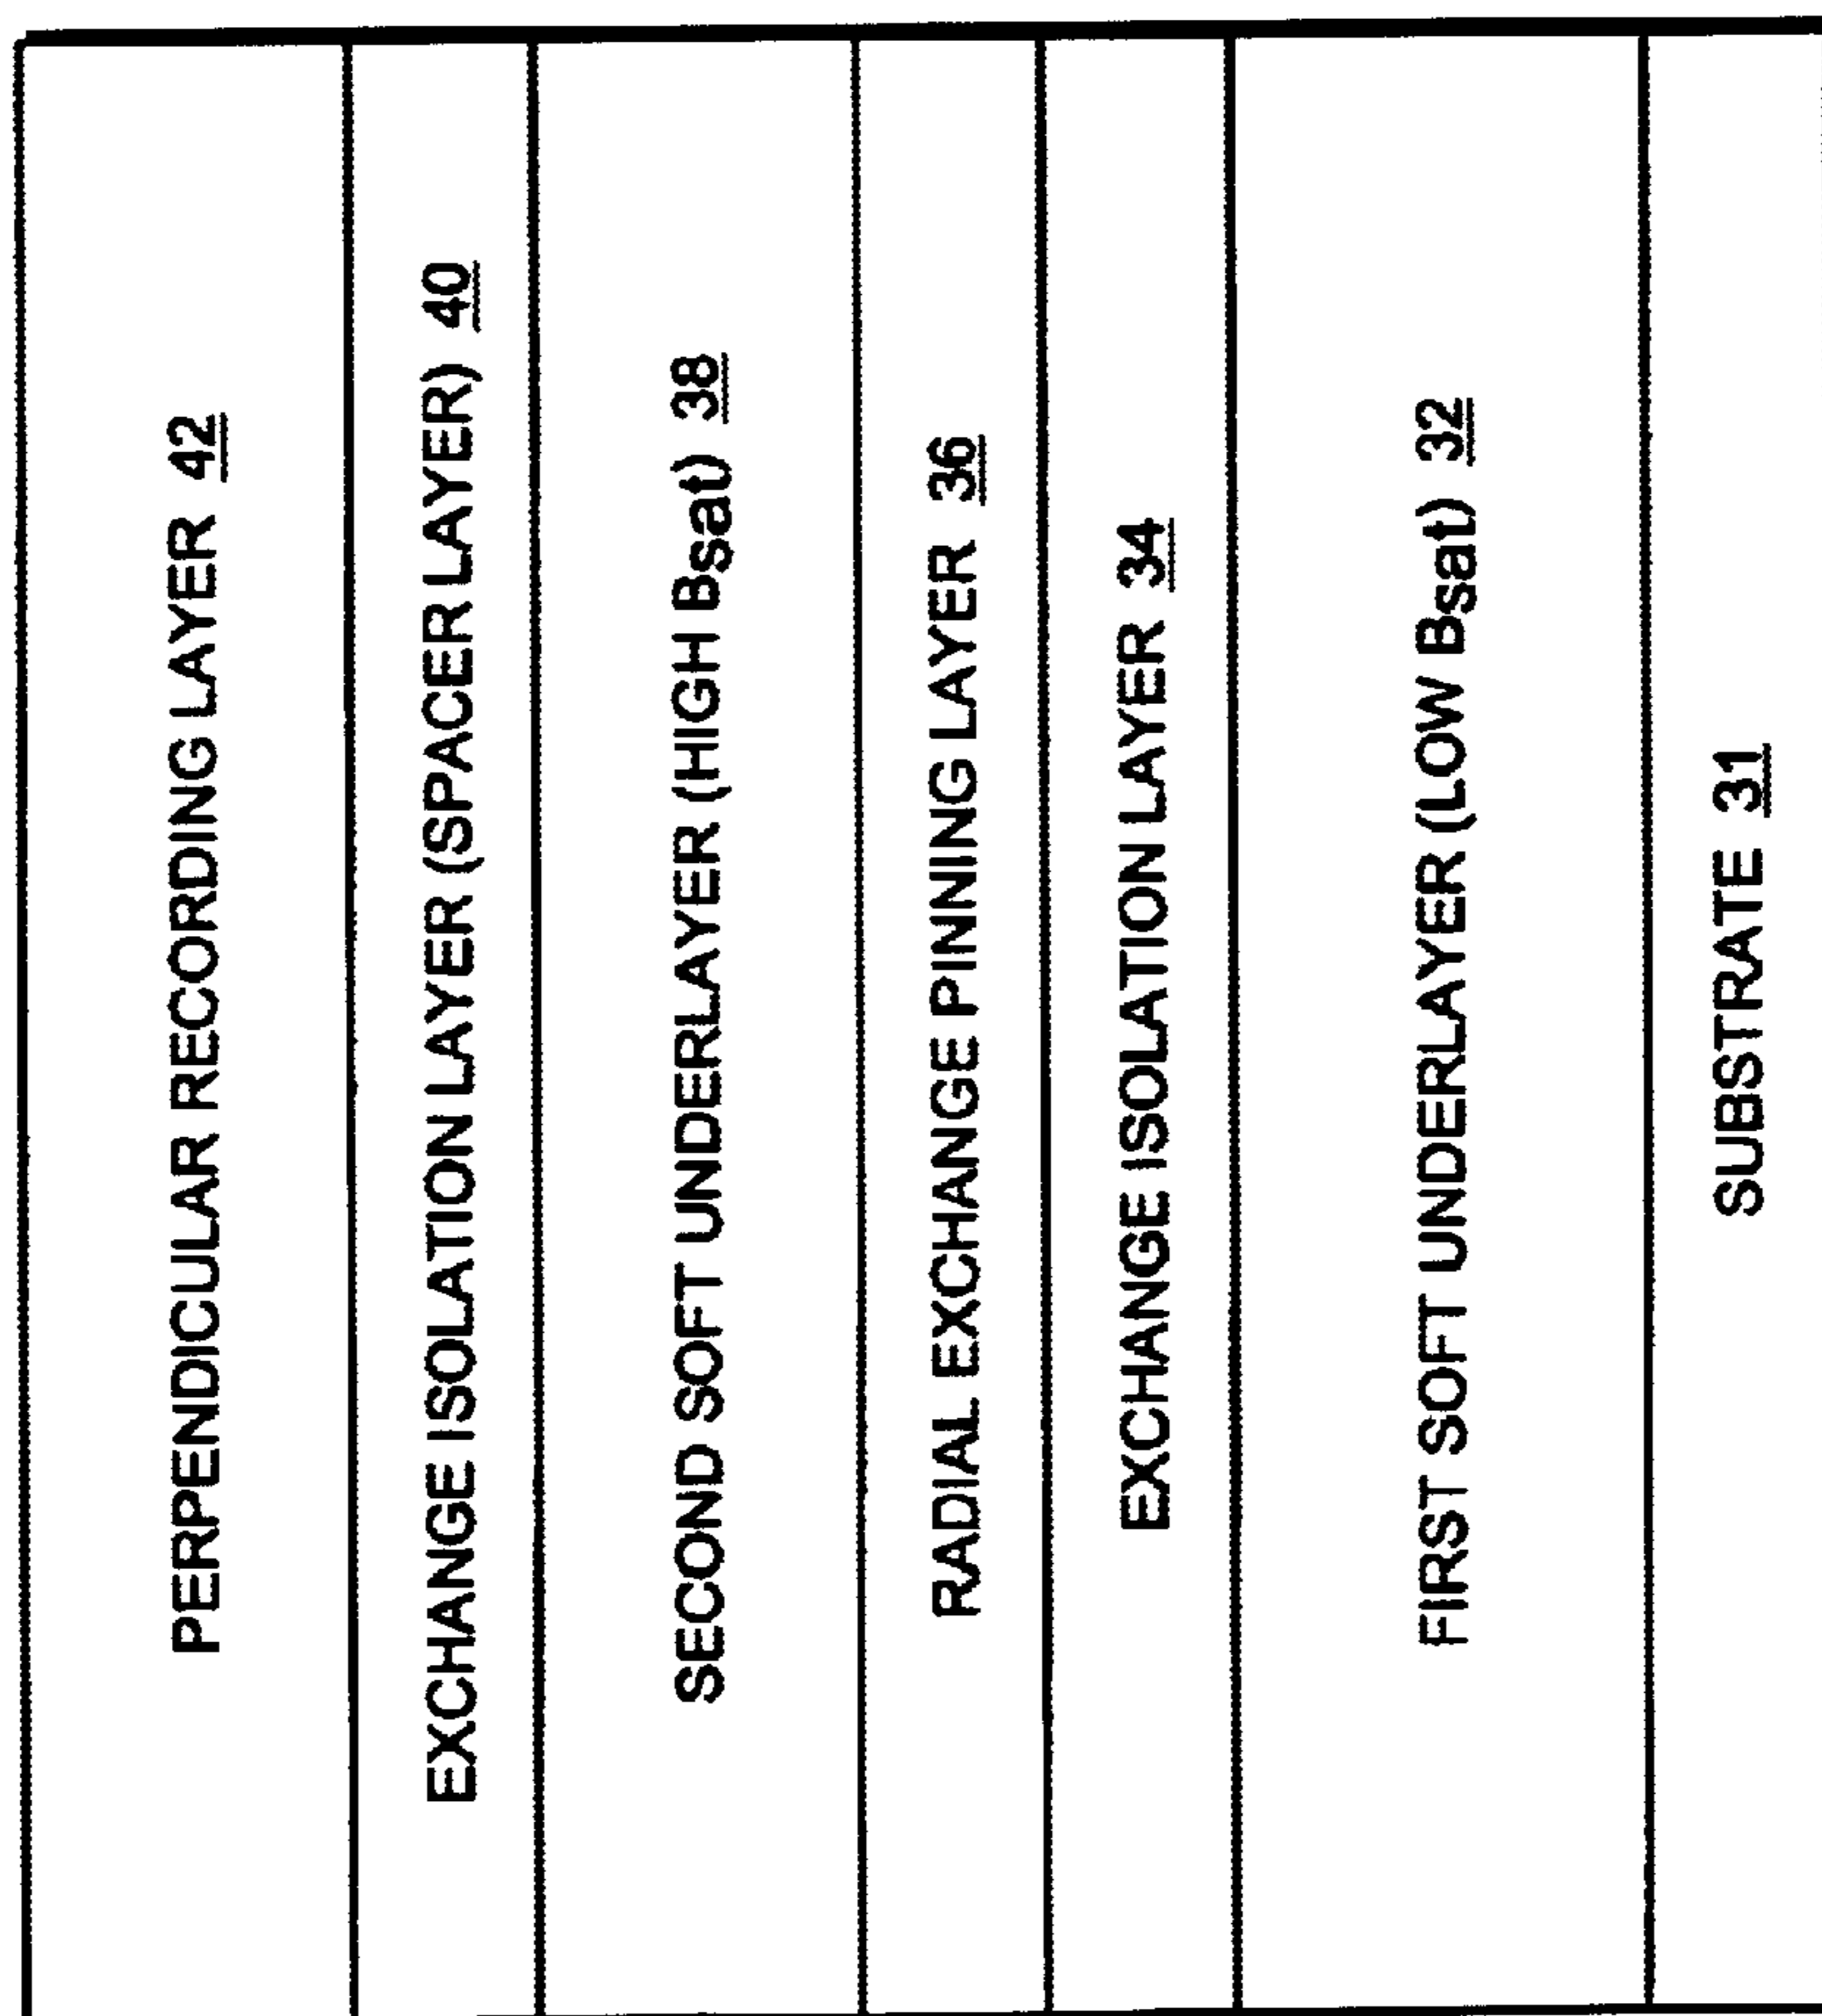 PERPENDICULAR RECORDING LAYER 42
EXCHANGE ISOLATION LAYER (SPACER LAYER) 40
SECOND SOFT UNDERLAYER (HIGH Bsat) 38
RADIAL EXCHANGE PINNING LAYER 36
EXCHANGE ISOLATION LAYER 34
FIRST SOFT UNDERLAYER (LOW Bsat) 32
SUBSTRATE 31